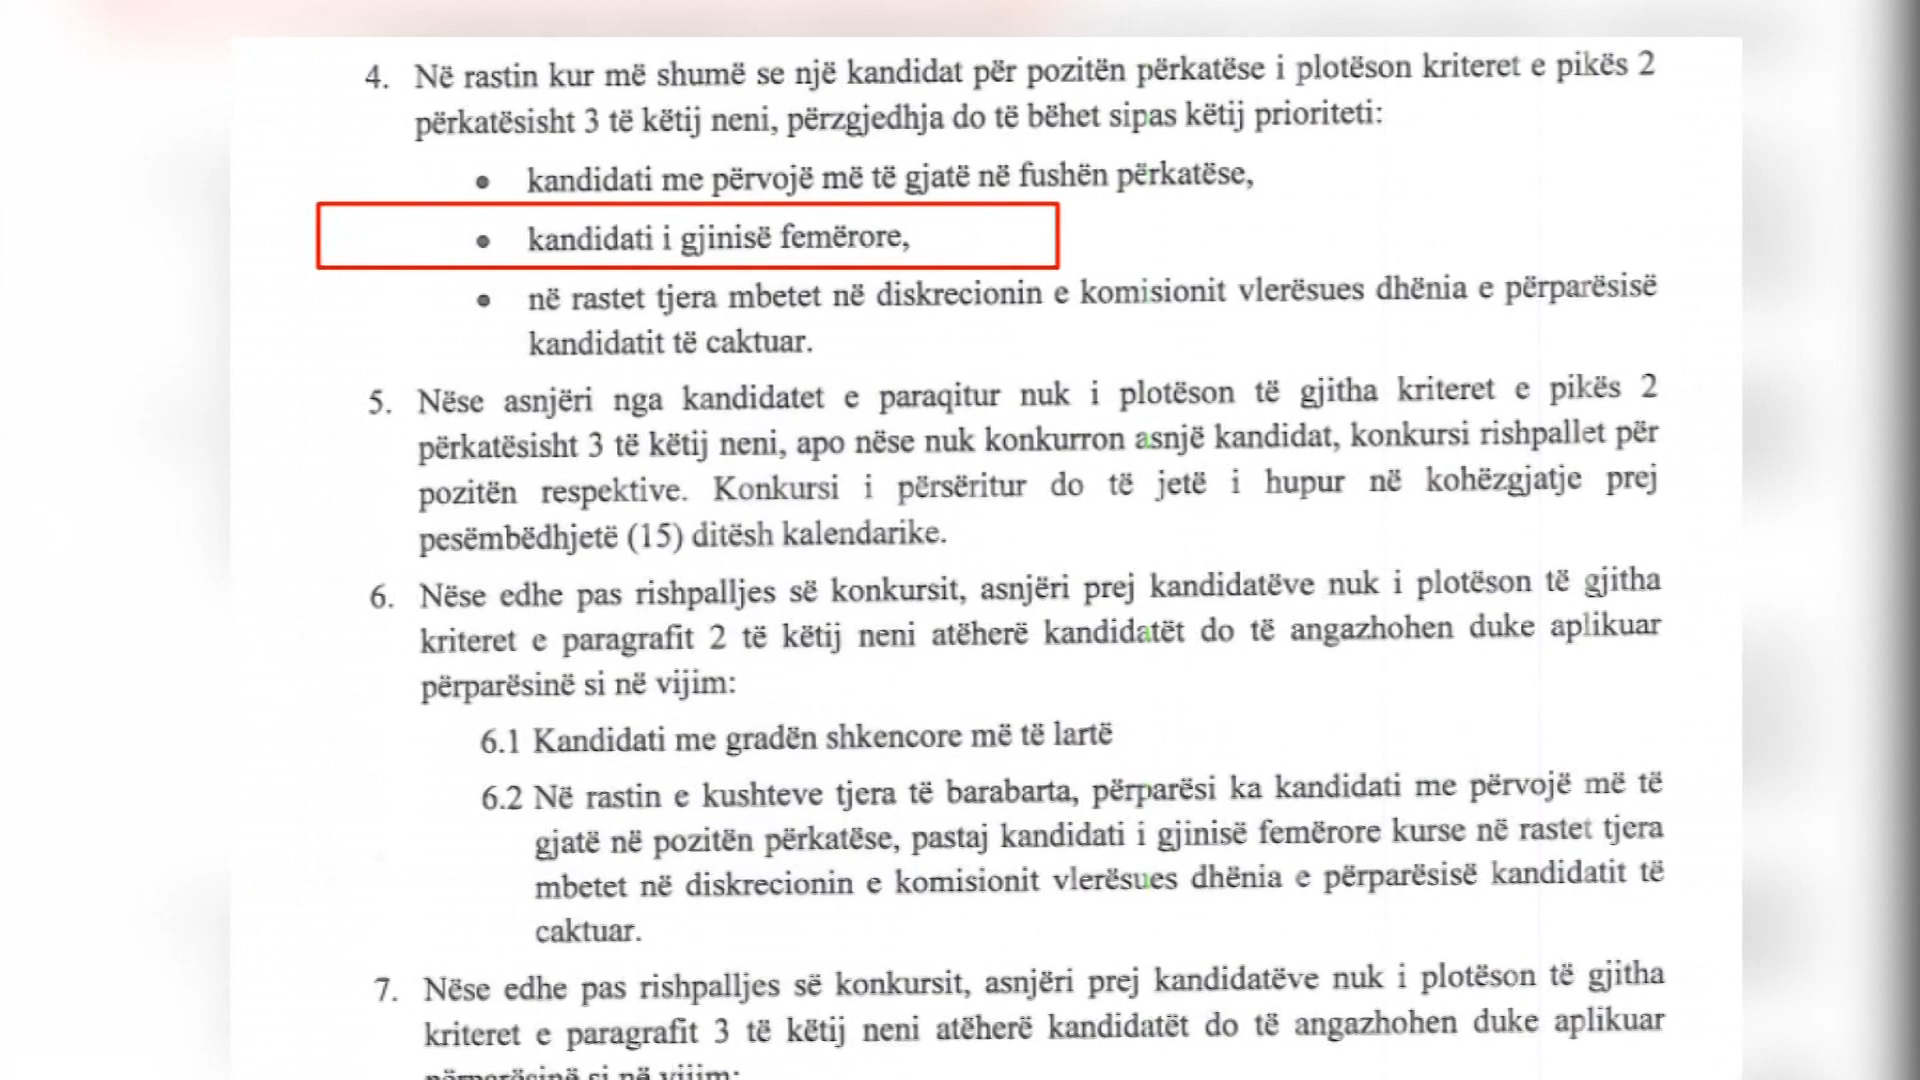 4. Në rastin kur më shumë se një kandidat për pozitën përkatëse i plotëson kriteret e pikës 2
përkatësisht 3 të këtij neni, përzgjedhja do të bëhet sipas këtij prioriteti:
• kandidati me përvojë më të gjatë në fushën përkatëse,
• kandidati i gjinisë femërore,
• në rastet tjera mbetet në diskrecionin e komisionit vlerësues dhënia e përparësisë
kandidatit të caktuar.
5. Nëse asnjëri nga kandidatet e paraqitur nuk i plotëson të gjitha kriteret e pikës 2
përkatësisht 3 të këtij neni, apo nëse nuk konkurron asnjë kandidat, konkursi rishpallet për
pozitën respektive. Konkursi i përsëritur do të jetë i hupur në kohëzgjatje prej
pesëmbëdhjetë (15) ditësh kalendarike.
6. Nëse edhe pas rishpalljes së konkursit, asnjëri prej kandidatëve nuk i plotëson të gjitha
kriteret e paragrafit 2 të këtij neni atëherë kandidatët do të angazhohen duke aplikuar
përparësinë si në vijim:
6.1 Kandidati me gradën shkencore më të lartë
6.2 Në rastin e kushteve tjera të barabarta, përparësi ka kandidati me përvojë më të
gjatë në pozitën përkatëse, pastaj kandidati i gjinisë femërore kurse në rastet tjera
mbetet në diskrecionin e komisionit vlerësues dhënia e përparësisë kandidatit të
caktuar.
7. Nëse edhe pas rishpalljes së konkursit, asnjëri prej kandidatëve nuk i plotëson të gjitha
kriteret e paragrafit 3 të këtij neni atëherë kandidatët do të angazhohen duke aplikuar
përparësinë si në vijim: